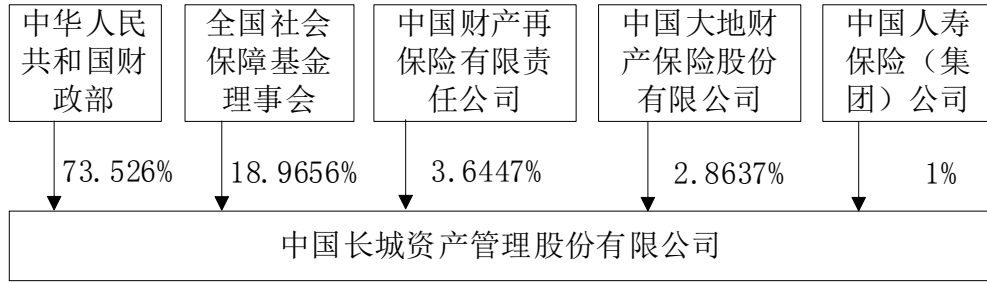 中华人民
共和国财
政部
全国社会
保障基金
理事会
中国财产再
保险有限责
任公司
中国大地财
产保险股份
有限公司
中国人寿
保险（集
团）公司
73.526%
18.9656%
3.6447%
2.8637%
1%
中国长城资产管理股份有限公司